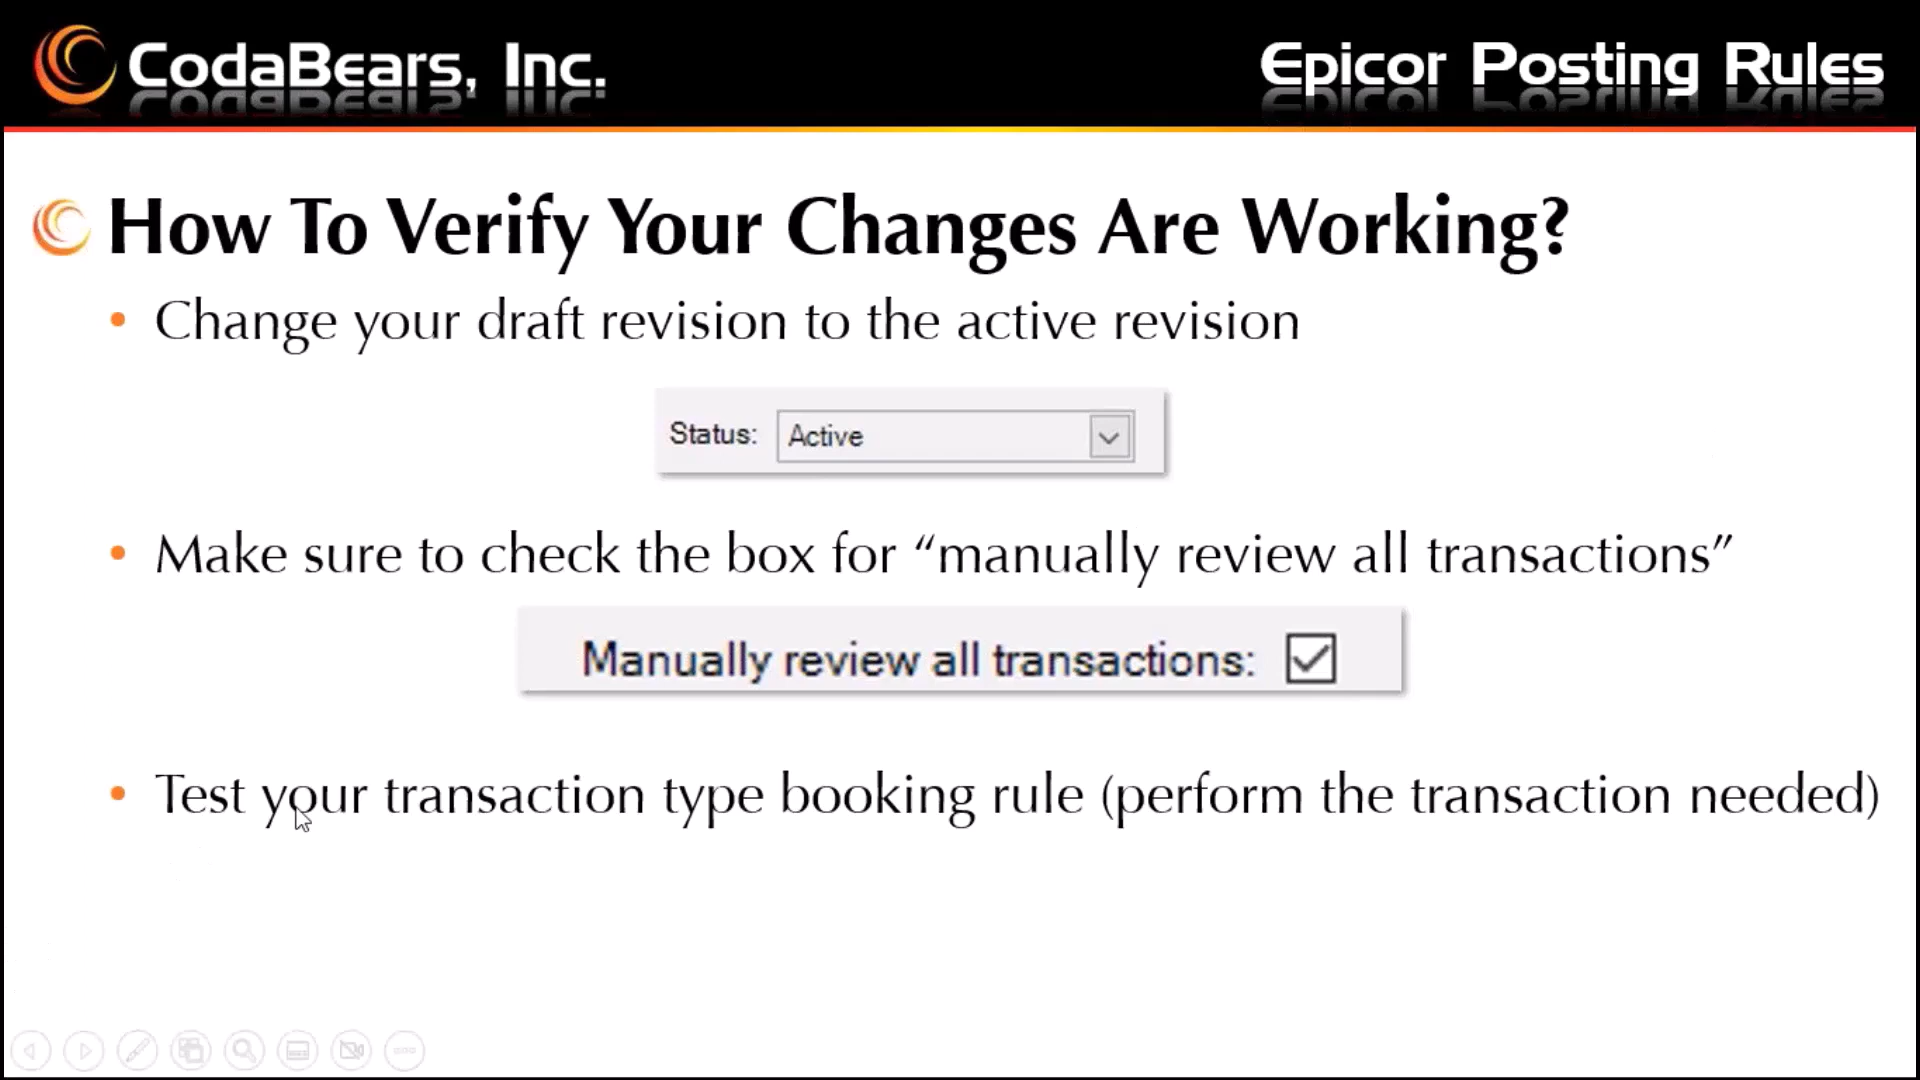 CodaBears, Inc.
Epicor Posting Rules
How To Verify Your Changes Are Working?
• Change your draft revision to the active revision
Status: Active
• Make sure to check the box for “manually review all transactions”
Manually review all transactions:
• Test your transaction type booking rule (perform the transaction needed)